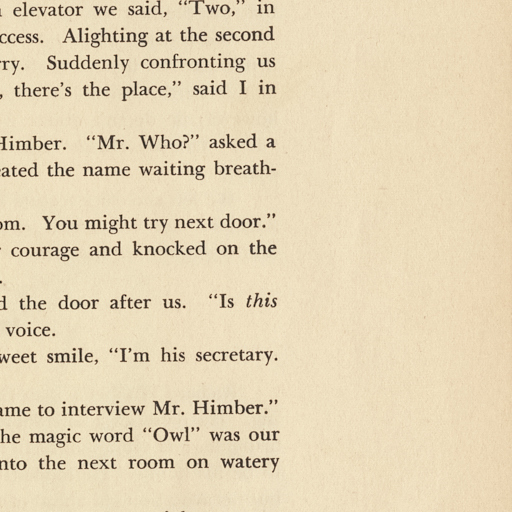 elevator we said, “Two,” in
ccess. Alighting at the second
rry. Suddenly confronting us
, there’s the place,” said I in
Himber. “Mr. Who?” asked a
eated the name waiting breath-
om. You might try next door.”
courage and knocked on the
.
d the door after us. “Is this
voice.
weet smile, “I’m his secretary.
ame to interview Mr. Himber.”
he magic word “Owl” was our
nto the next room on watery